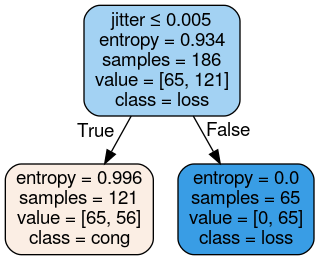 jitter ≤ 0.005
entropy = 0.934
samples = 186
value = [65, 121]
class = loss
True
False
entropy = 0.996
samples = 121
value = [65, 56]
class = cong
entropy = 0.0
samples = 65
value = [0, 65]
class = loss